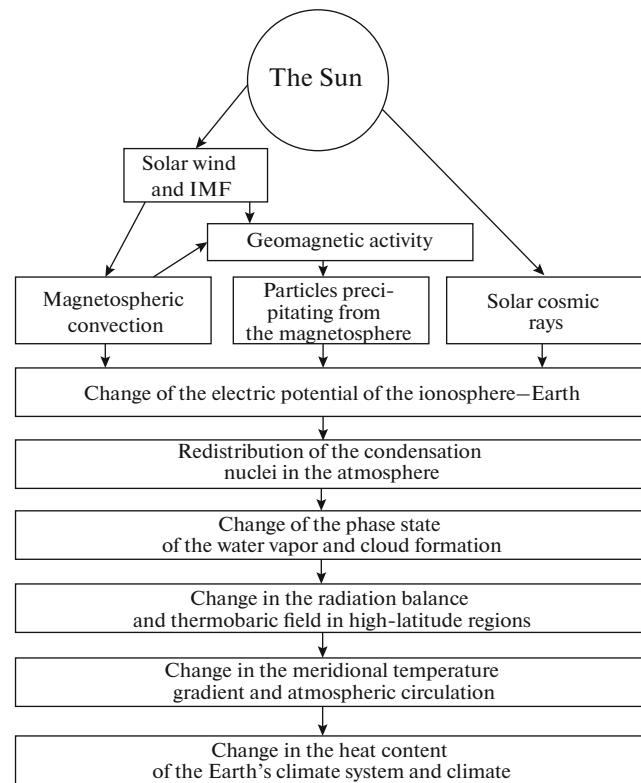 The Sun
Solar wind
and IMF
Geomagnetic activity
Magnetospheric
convection
Particles preci-
pitating from
the magnetosphere
Solar cosmic
rays
Change of the electric potential of the ionosphere–Earth
Redistribution of the condensation
nuclei in the atmosphere
Change of the phase state
of the water vapor and cloud formation
Change in the radiation balance
and thermobaric field in high-latitude regions
Change in the meridional temperature
gradient and atmospheric circulation
Change in the heat content
of the Earth’s climate system and climate